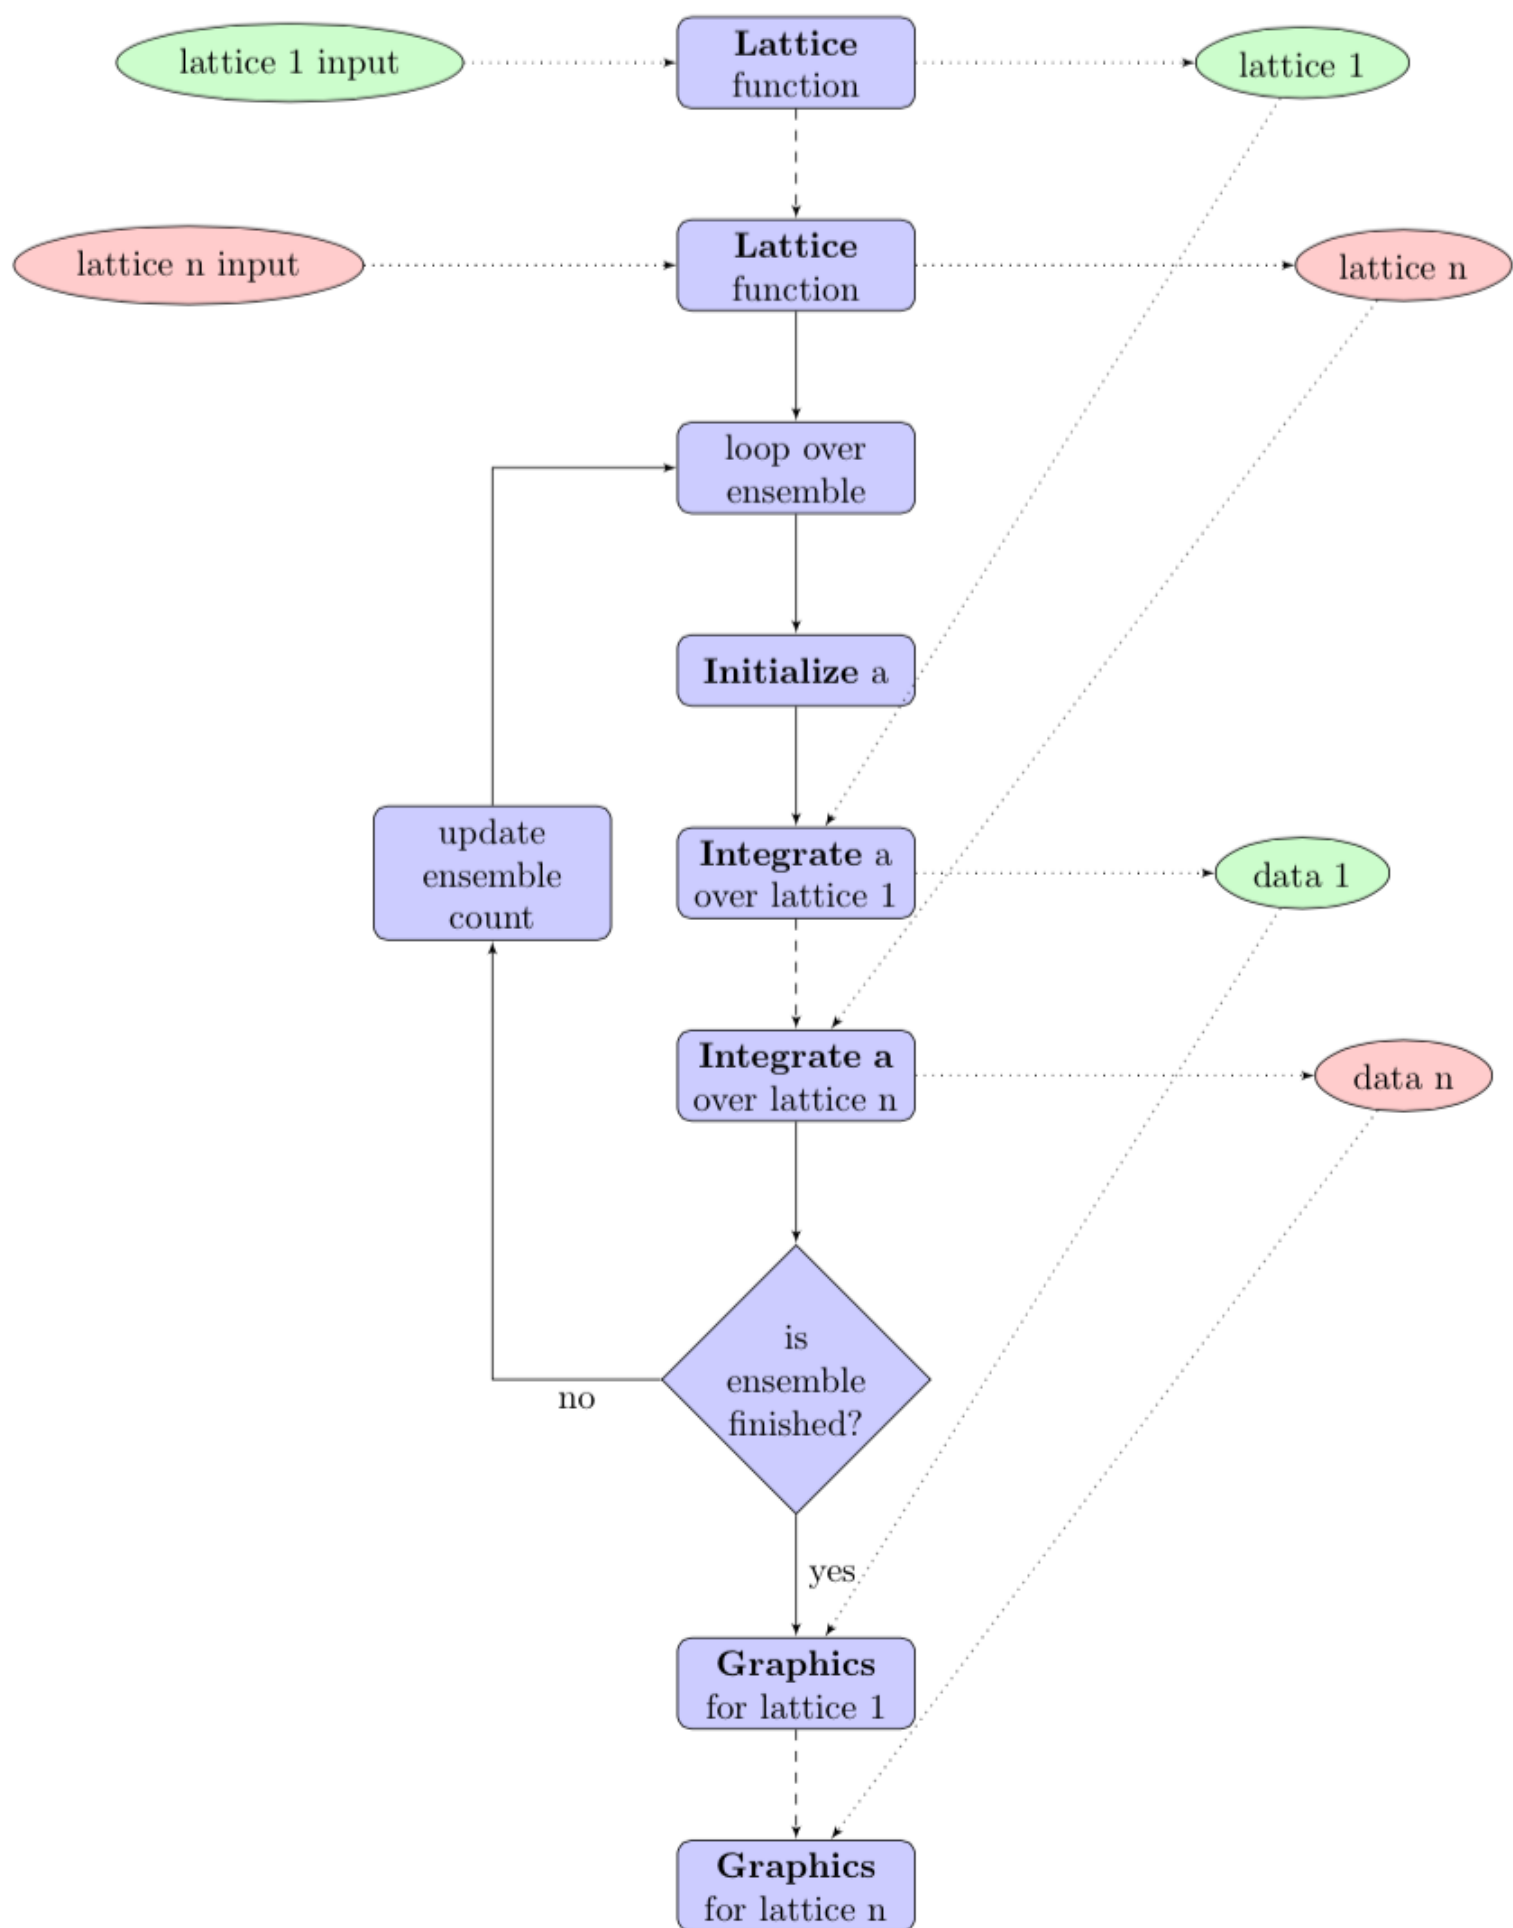 lattice 1 input
Lattice
function
lattice 1
lattice n input
Lattice
function
lattice n
loop over
ensemble
Initialize a
update
ensemble
count
Integrate a
over lattice 1
data 1
Integrate a
over lattice n
data n
is
ensemble
finished?
no
yes
Graphics
for lattice 1
Graphics
for lattice n